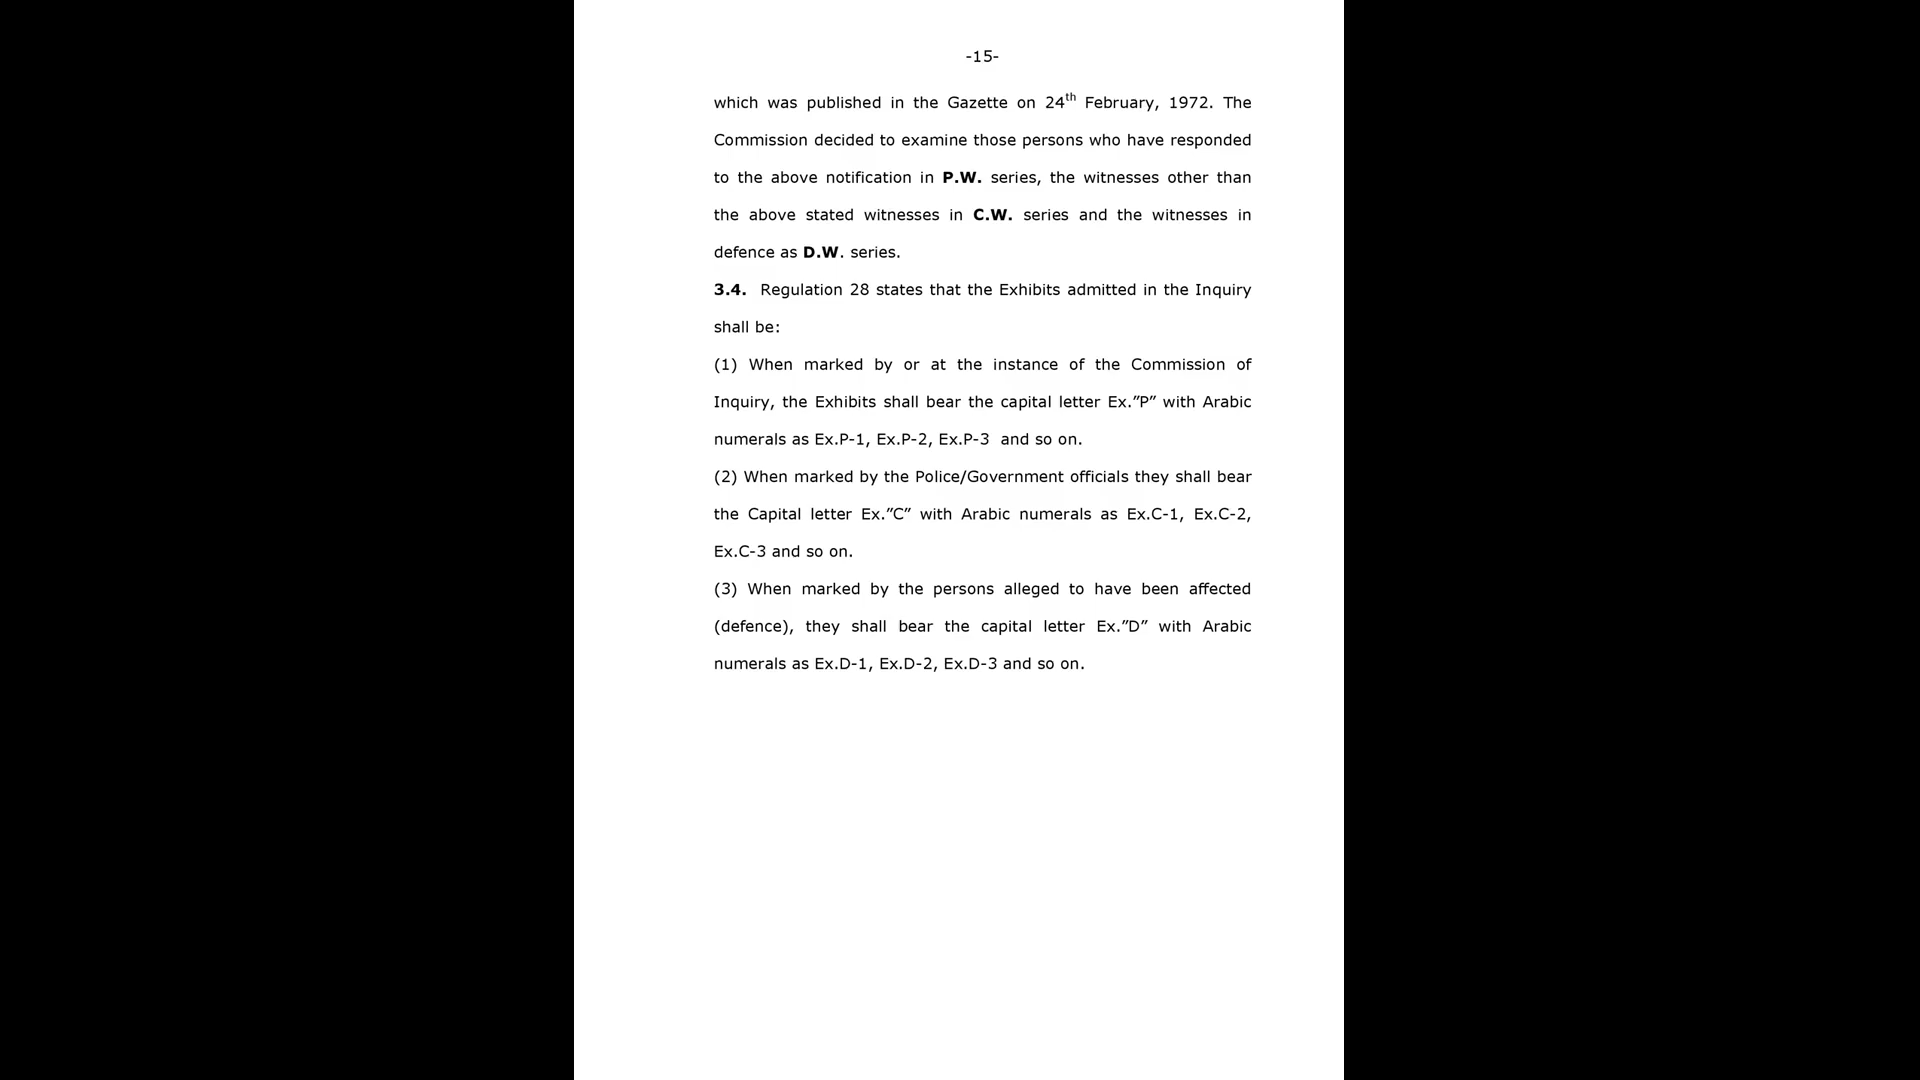 -15-
which was published in the Gazette on 24th February, 1972. The
Commission decided to examine those persons who have responded
to the above notification in P.W. series, the witnesses other than
the above stated witnesses in C.W. series and the witnesses in
defence as D.W. series.
3.4. Regulation 28 states that the Exhibits admitted in the Inquiry
shall be:
(1) When marked by or at the instance of the Commission of
Inquiry, the Exhibits shall bear the capital letter Ex.”P” with Arabic
numerals as Ex.P-1, Ex.P-2, Ex.P-3 and so on.
(2) When marked by the Police/Government officials they shall bear
the Capital letter Ex.”C” with Arabic numerals as Ex.C-1, Ex.C-2,
Ex.C-3 and so on.
(3) When marked by the persons alleged to have been affected
(defence), they shall bear the capital letter Ex.”D” with Arabic
numerals as Ex.D-1, Ex.D-2, Ex.D-3 and so on.